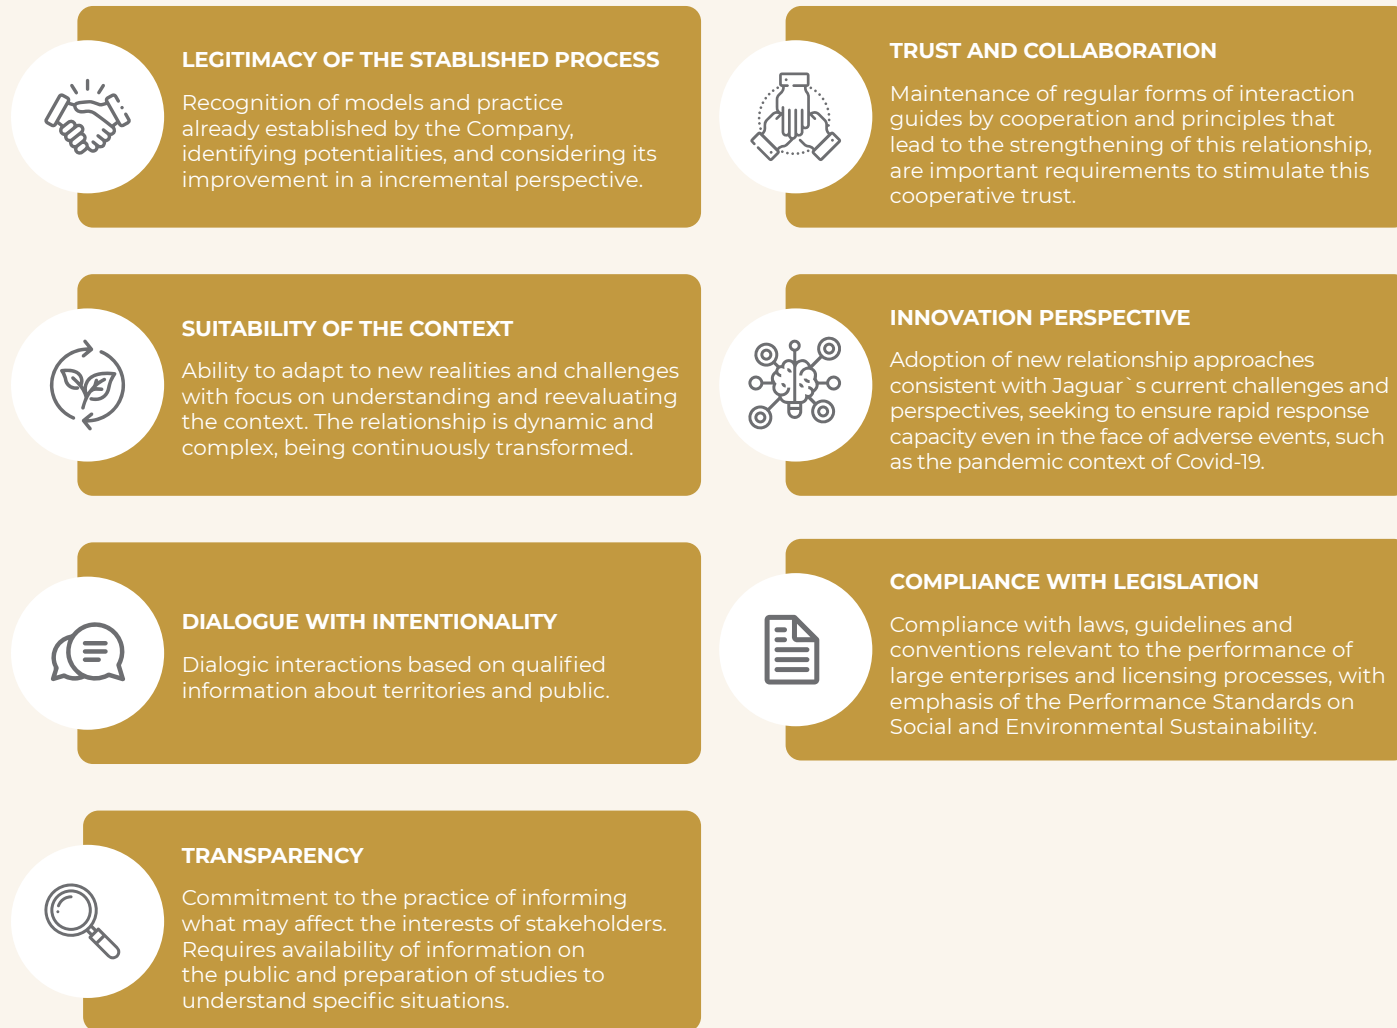 LEGITIMACY OF THE STABLISHED PROCESS
Recognition of models and practice
already established by the Company,
identifying potentialities, and considering its
improvement in a incremental perspective.
TRUST AND COLLABORATION
Maintenance of regular forms of interaction
guides by cooperation and principles that
lead to the strengthening of this relationship,
are important requirements to stimulate this
cooperative trust.
SUITABILITY OF THE CONTEXT
Ability to adapt to new realities and challenges
with focus on understanding and reevaluating
the context. The relationship is dynamic and
complex, being continuously transformed.
INNOVATION PERSPECTIVE
Adoption of new relationship approaches
consistent with Jaguar`s current challenges and
perspectives, seeking to ensure rapid response
capacity even in the face of adverse events, such
as the pandemic context of Covid-19.
DIALOGUE WITH INTENTIONALITY
Dialogic interactions based on qualified
information about territories and public.
COMPLIANCE WITH LEGISLATION
Compliance with laws, guidelines and
conventions relevant to the performance of
large enterprises and licensing processes, with
emphasis of the Performance Standards on
Social and Environmental Sustainability.
TRANSPARENCY
Commitment to the practice of informing
what may affect the interests of stakeholders.
Requires availability of information on
the public and preparation of studies to
understand specific situations.